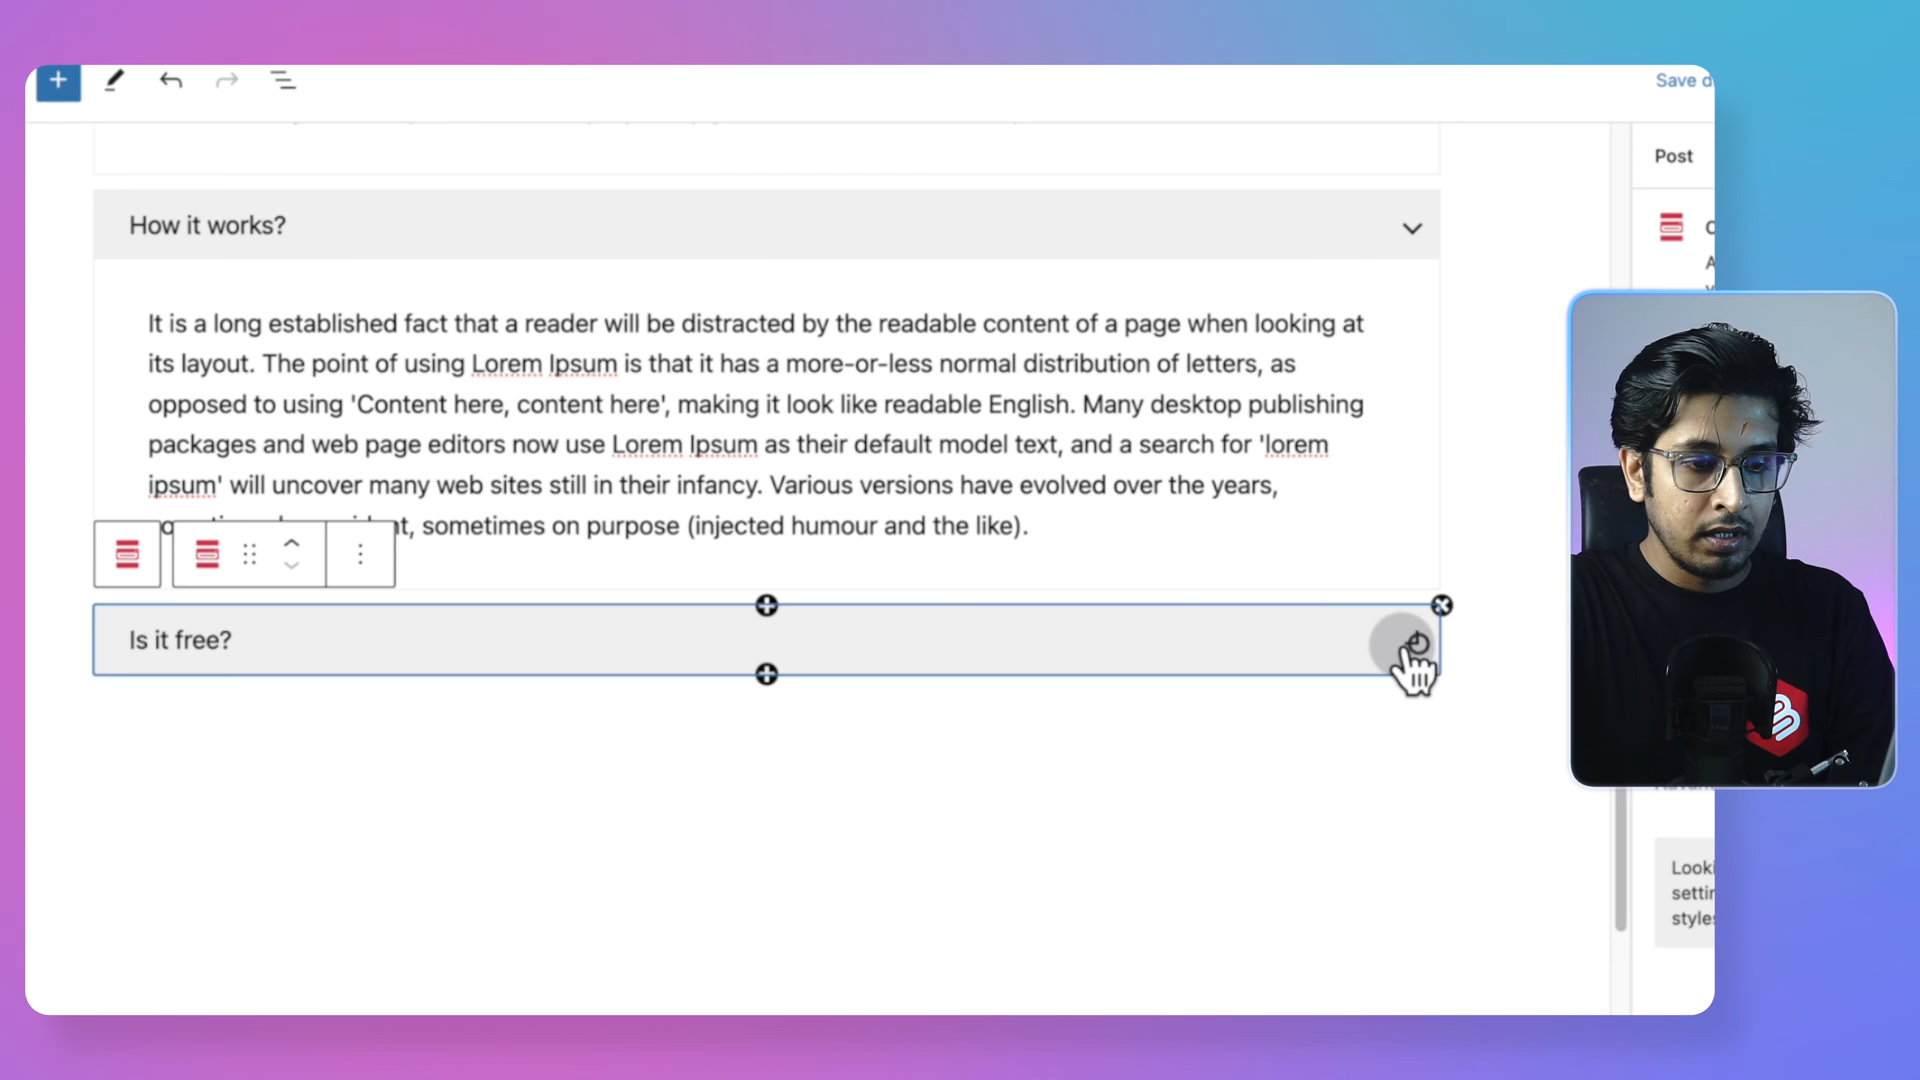 Save d
Post
How it works?
It is a long established fact that a reader will be distracted by the readable content of a page when looking at
its layout. The point of using Lorem Ipsum is that it has a more-or-less normal distribution of letters, as
opposed to using 'Content here, content here', making it look like readable English. Many desktop publishing
packages and web page editors now use Lorem Ipsum as their default model text, and a search for 'lorem
ipsum' will uncover many web sites still in their infancy. Various versions have evolved over the years,
sometimes on purpose (injected humour and the like).
Is it free?
Looki
settin
styles